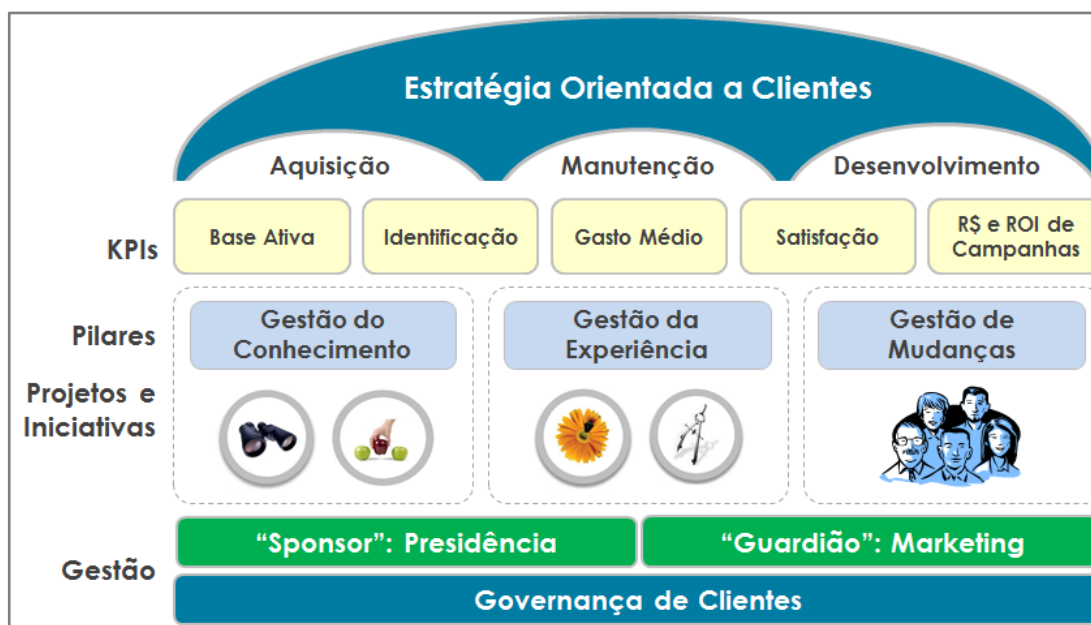 Estratégia Orientada a Clientes
Aquisição
Manutenção
Desenvolvimento
KPIs
Base Ativa
Identificação
Gasto Médio
Satisfação
R$ e ROI de
Campanhas
Pilares
Gestão do
Conhecimento
Gestão da
Experiência
Gestão de
Mudanças
Projetos e
Iniciativas
Gestão
“Sponsor”: Presidência
“Guardião”: Marketing
Governança de Clientes